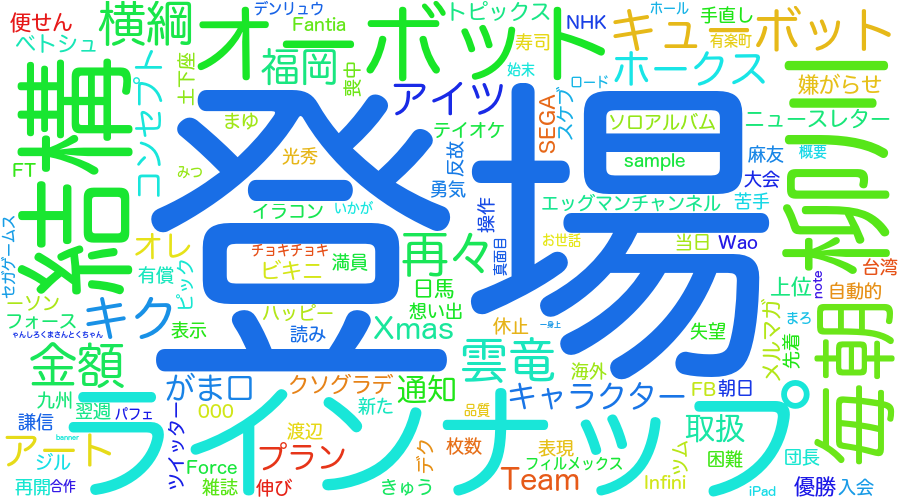 便せん
横綱
オーボット
デンリュウ
Fantia
トピックス
NHK
ホール
手直し
キューボット
有楽町
ベトシュ
福岡
喪中
寿司
始末
ロード
ホークス
嫌がらせ
土下座
アイツ
スケブ
SEGA
結構
コンセプト
まゆ
テイオケ
ソロアルバム
ニュースレター
柳川
FT
みつ
光秀
登場
反故
勇気
sample
麻友
概要
大会
イラコン
いかが
操作
エッグマンチャンネル
苦手
セガゲームス
オレ
チョキチョキ
ビキニ
満員
再々
真面目
お世話
当日
Wao
台湾
有償
ピック
日馬
上位
note
自動的
ーソン
フォース
キク
ハッピー
想い出
Xmas
休止
失望
メルマガ
先着
まろ
毎朝
ゃんしろくまさんとくちゃん
表示
読み
一身上
金額
がま口
クソグラデ
通知
雲竜
海外
FB
朝日
九州
翌週
パフェ
000
新た
品質
キャラクター
ラインナップ
謙信
ツイッター
渡辺
アート
banner
プラン
デク
枚数
表現
ツム
取扱
困難
団長
ジル
Force
フィルメックス
再開
合作
雑誌
伸び
きゅう
Team
Infini
iPad
優勝
入会